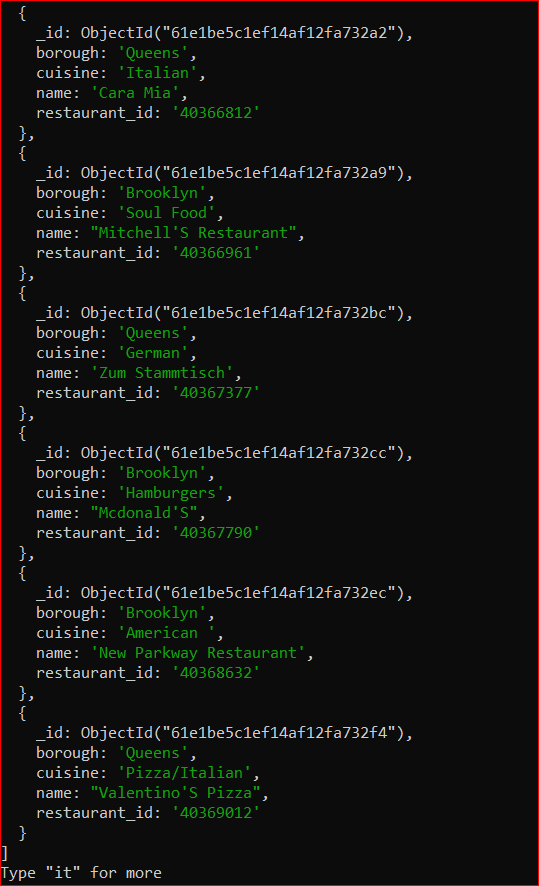 {
_id: ObjectId("61e1be5c1ef14af12fa732a2"),
borough: 'Queens',
cuisine: 'Italian',
name: 'Cara Mia',
restaurant_id: '40366812'
},
{
_id: ObjectId("61e1be5c1ef14af12fa732a9"),
borough: 'Brooklyn',
cuisine: 'Soul Food',
name: "Mitchell'S Restaurant",
restaurant_id: '40366961'
},
{
_id: ObjectId("61e1be5c1ef14af12fa732bc"),
borough: 'Queens',
cuisine: 'German',
name: 'Zum Stammtisch',
restaurant_id: '40367377'
},
{
_id: ObjectId("61e1be5c1ef14af12fa732cc"),
borough: 'Brooklyn',
cuisine: 'Hamburgers',
name: "Mcdonald'S",
restaurant_id: '40367790'
},
{
_id: ObjectId("61e1be5c1ef14af12fa732ec"),
borough: 'Brooklyn',
cuisine: 'American ',
name: 'New Parkway Restaurant',
restaurant_id: '40368632'
},
{
_id: ObjectId("61e1be5c1ef14af12fa732f4"),
borough: 'Queens',
cuisine: 'Pizza/Italian',
name: "Valentino'S Pizza",
restaurant_id: '40369012'
}
]
Type "it" for more